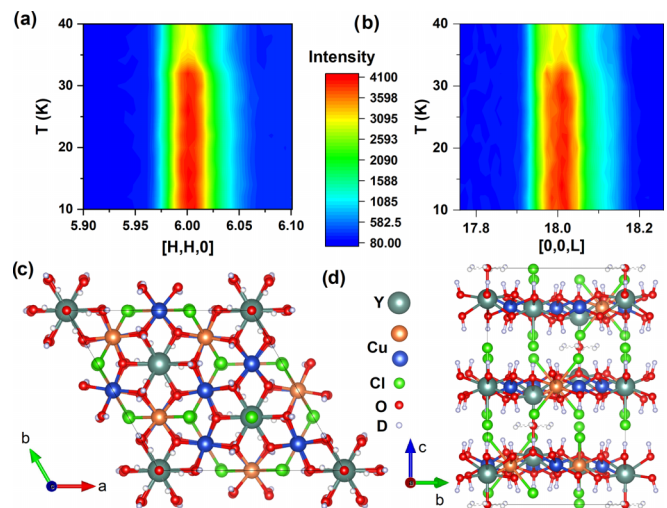 (a)
40
30
20
10
T (K)
5.90
5.95
6.00
6.05
6.10
[H,H,0]
Intensity
4100
3598
3095
2593
2090
1588
1085
582.5
80.00
(b)
40
30
20
10
T (K)
17.8
18.0
18.2
[0,0,L]
(c)
b
a
Y
Cu
Cl
O
D
(d)
c
b